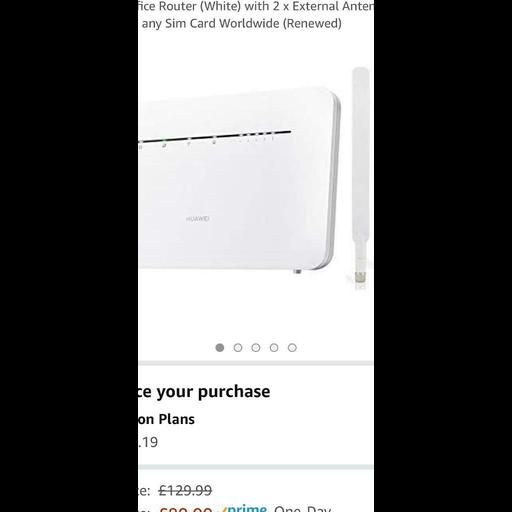 fice Router (White) with 2 x External Anten
any Sim Card Worldwide (Renewed)
HUAWEI
ce your purchase
on Plans
.19
ce: £129.99
prime One-Day